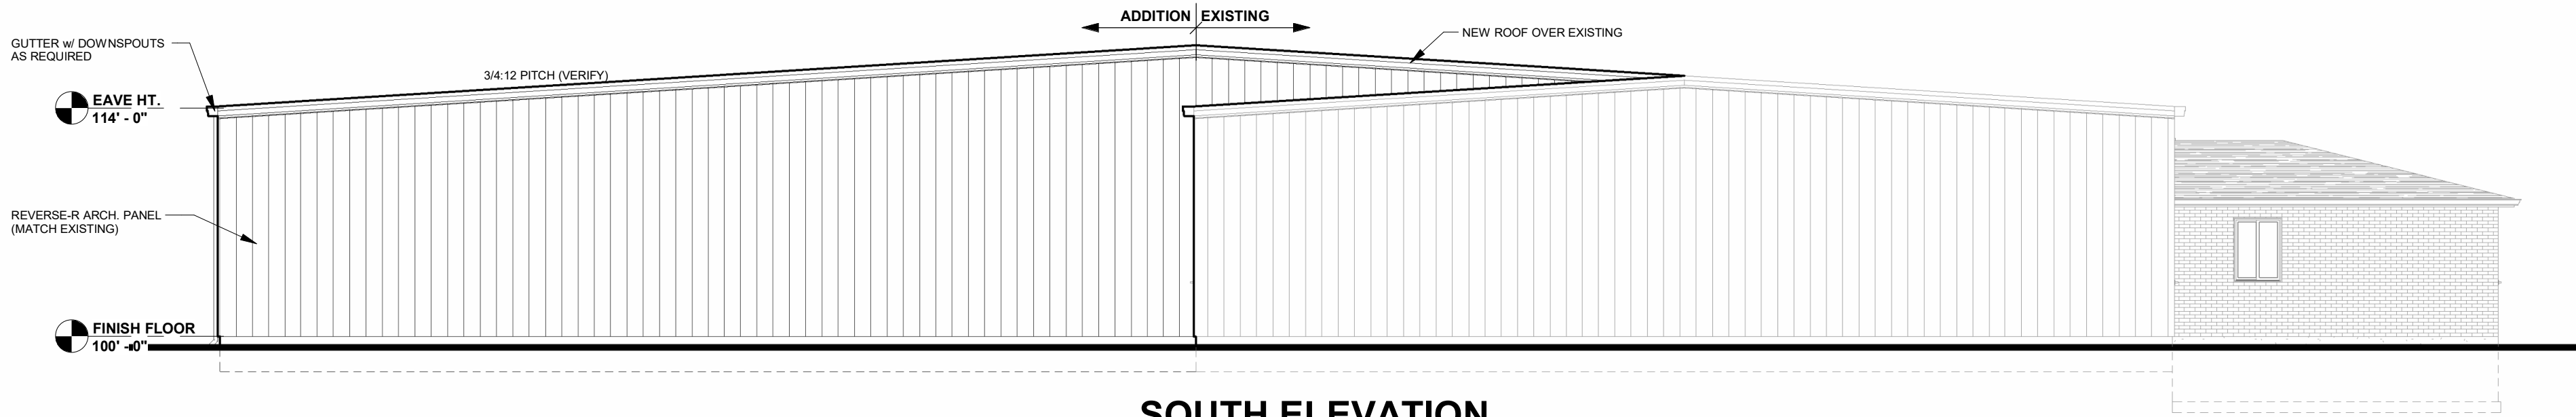 ADDITION EXISTING
GUTTER w/ DOWNSPOUTS
AS REQUIRED
NEW ROOF OVER EXISTING
3/4:12 PITCH (VERIFY)
EAVE HT.
114' - 0"
REVERSE-R ARCH. PANEL
(MATCH EXISTING)
FINISH FLOOR
100' - 0"
SOUTH ELEVATION